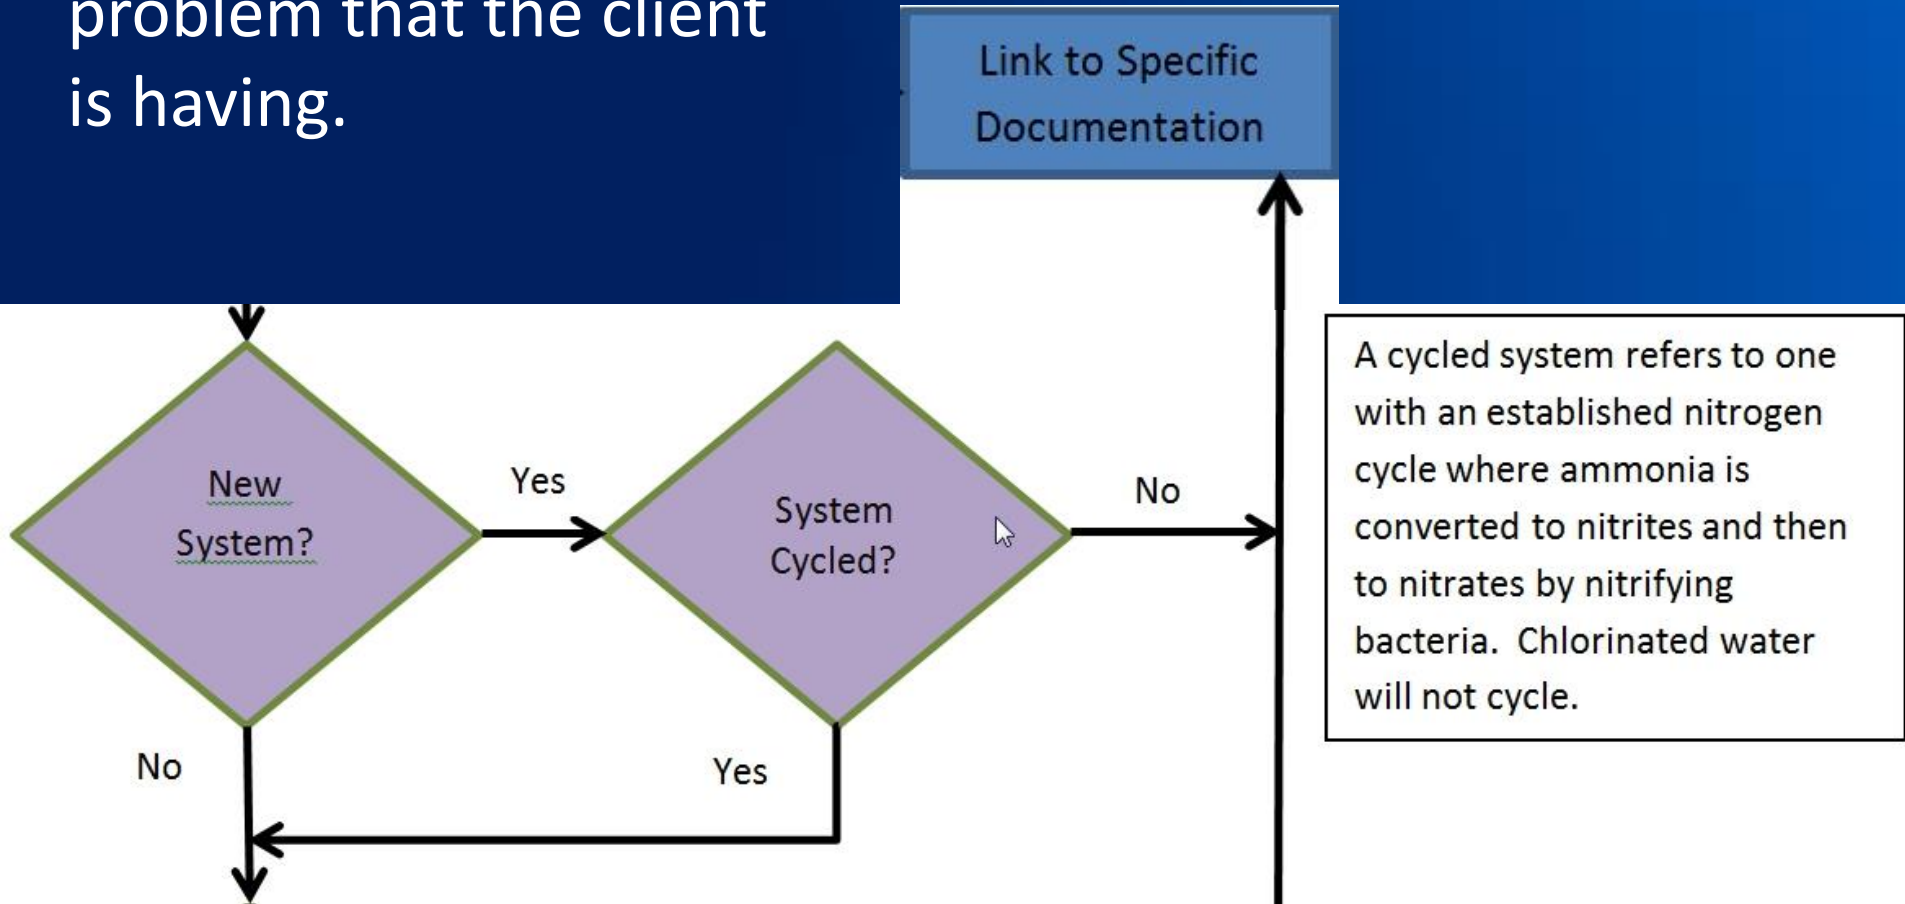 problem that the client
is having.
Link to Specific
Documentation
New
System?
Yes
System
Cycled?
No
A cycled system refers to one
with an established nitrogen
cycle where ammonia is
converted to nitrites and then
to nitrates by nitrifying
bacteria.  Chlorinated water
will not cycle.
No
Yes